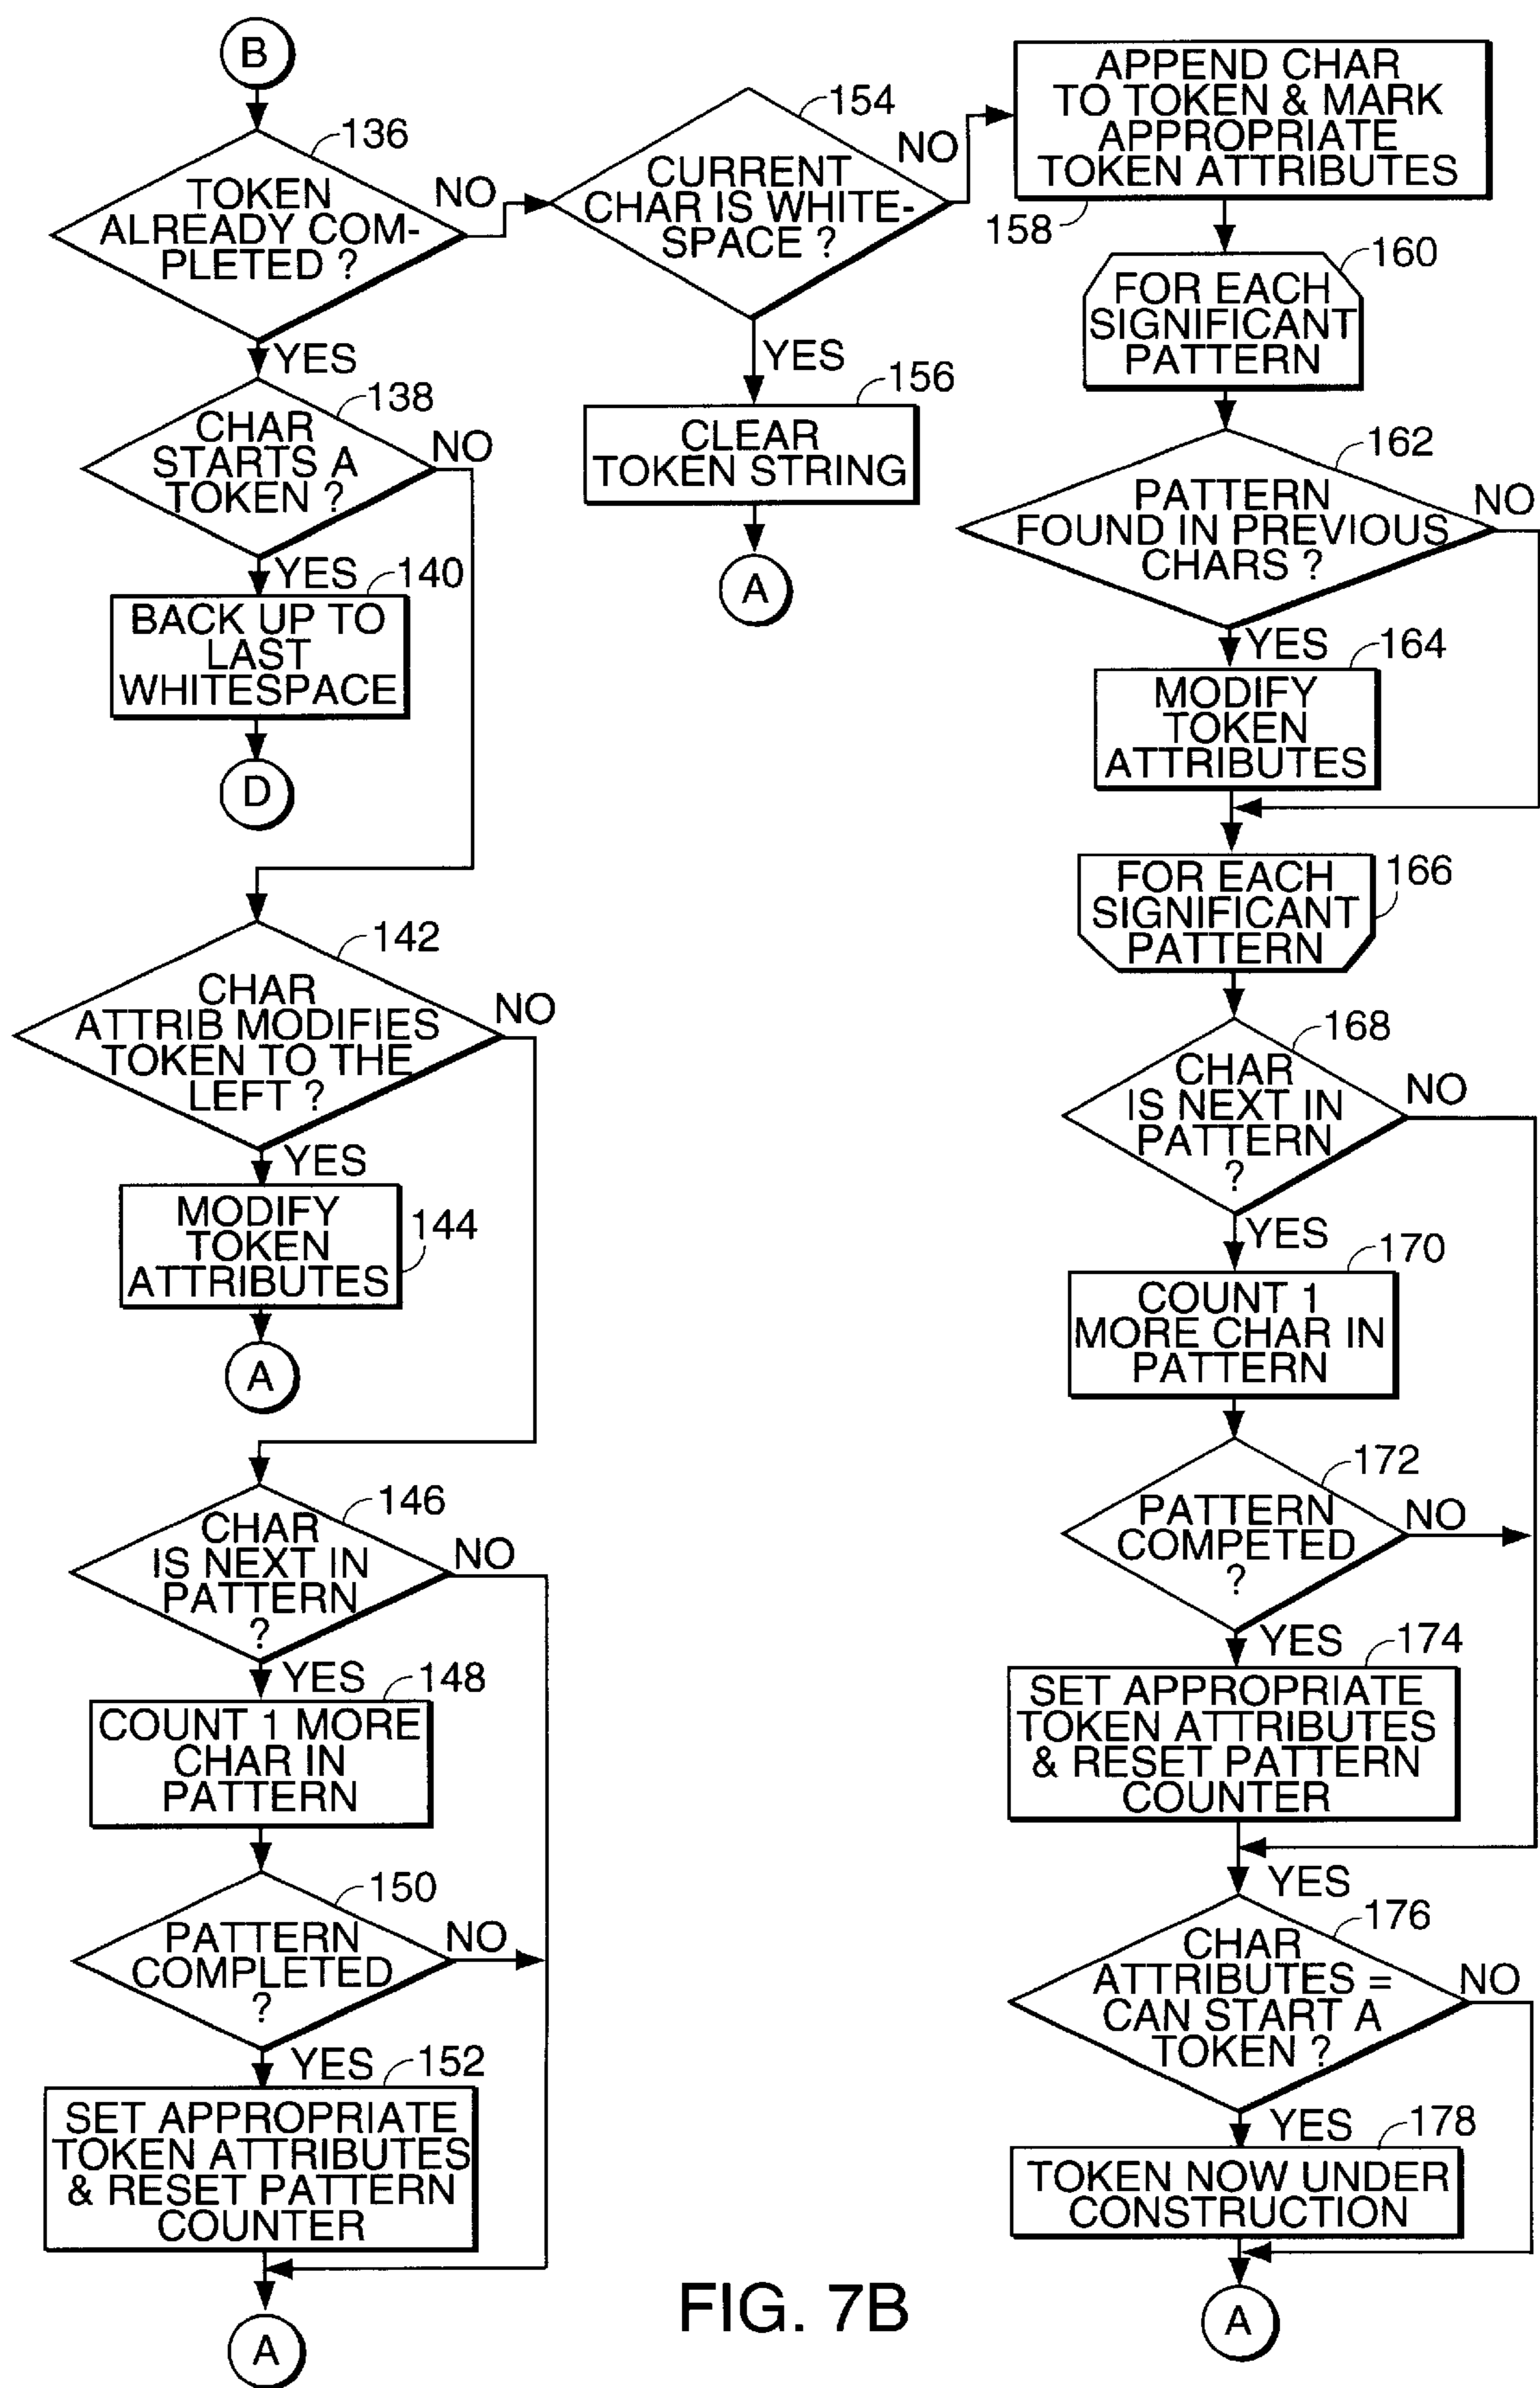 B
136
TOKEN
ALREADY COM-
PLETED ?
NO
YES
138
CHAR
STARTS A
TOKEN ?
NO
YES
140
BACK UP TO
LAST
WHITESPACE
D
142
CHAR
ATTRIB MODIFIES
TOKEN TO THE
LEFT ?
NO
YES
MODIFY
TOKEN
ATTRIBUTES
144
A
146
CHAR
IS NEXT IN
PATTERN
?
NO
YES
148
COUNT 1 MORE
CHAR IN
PATTERN
150
PATTERN
COMPLETED
?
NO
YES
152
SET APPROPRIATE
TOKEN ATTRIBUTES
& RESET PATTERN
COUNTER
A
154
CURRENT
CHAR IS WHITE-
SPACE ?
NO
YES
156
CLEAR
TOKEN STRING
A
APPEND CHAR
TO TOKEN & MARK
APPROPRIATE
TOKEN ATTRIBUTES
158
160
FOR EACH
SIGNIFICANT
PATTERN
162
PATTERN
FOUND IN PREVIOUS
CHARS ?
NO
YES
164
MODIFY
TOKEN
ATTRIBUTES
FOR EACH
SIGNIFICANT
PATTERN
166
168
CHAR
IS NEXT IN
PATTERN
?
NO
YES
170
COUNT 1
MORE CHAR IN
PATTERN
172
PATTERN
COMPETED
?
NO
YES
174
SET APPROPRIATE
TOKEN ATTRIBUTES
& RESET PATTERN
COUNTER
YES
176
CHAR
ATTRIBUTES =
CAN START A
TOKEN ?
NO
YES
178
TOKEN NOW UNDER
CONSTRUCTION
A
FIG. 7B